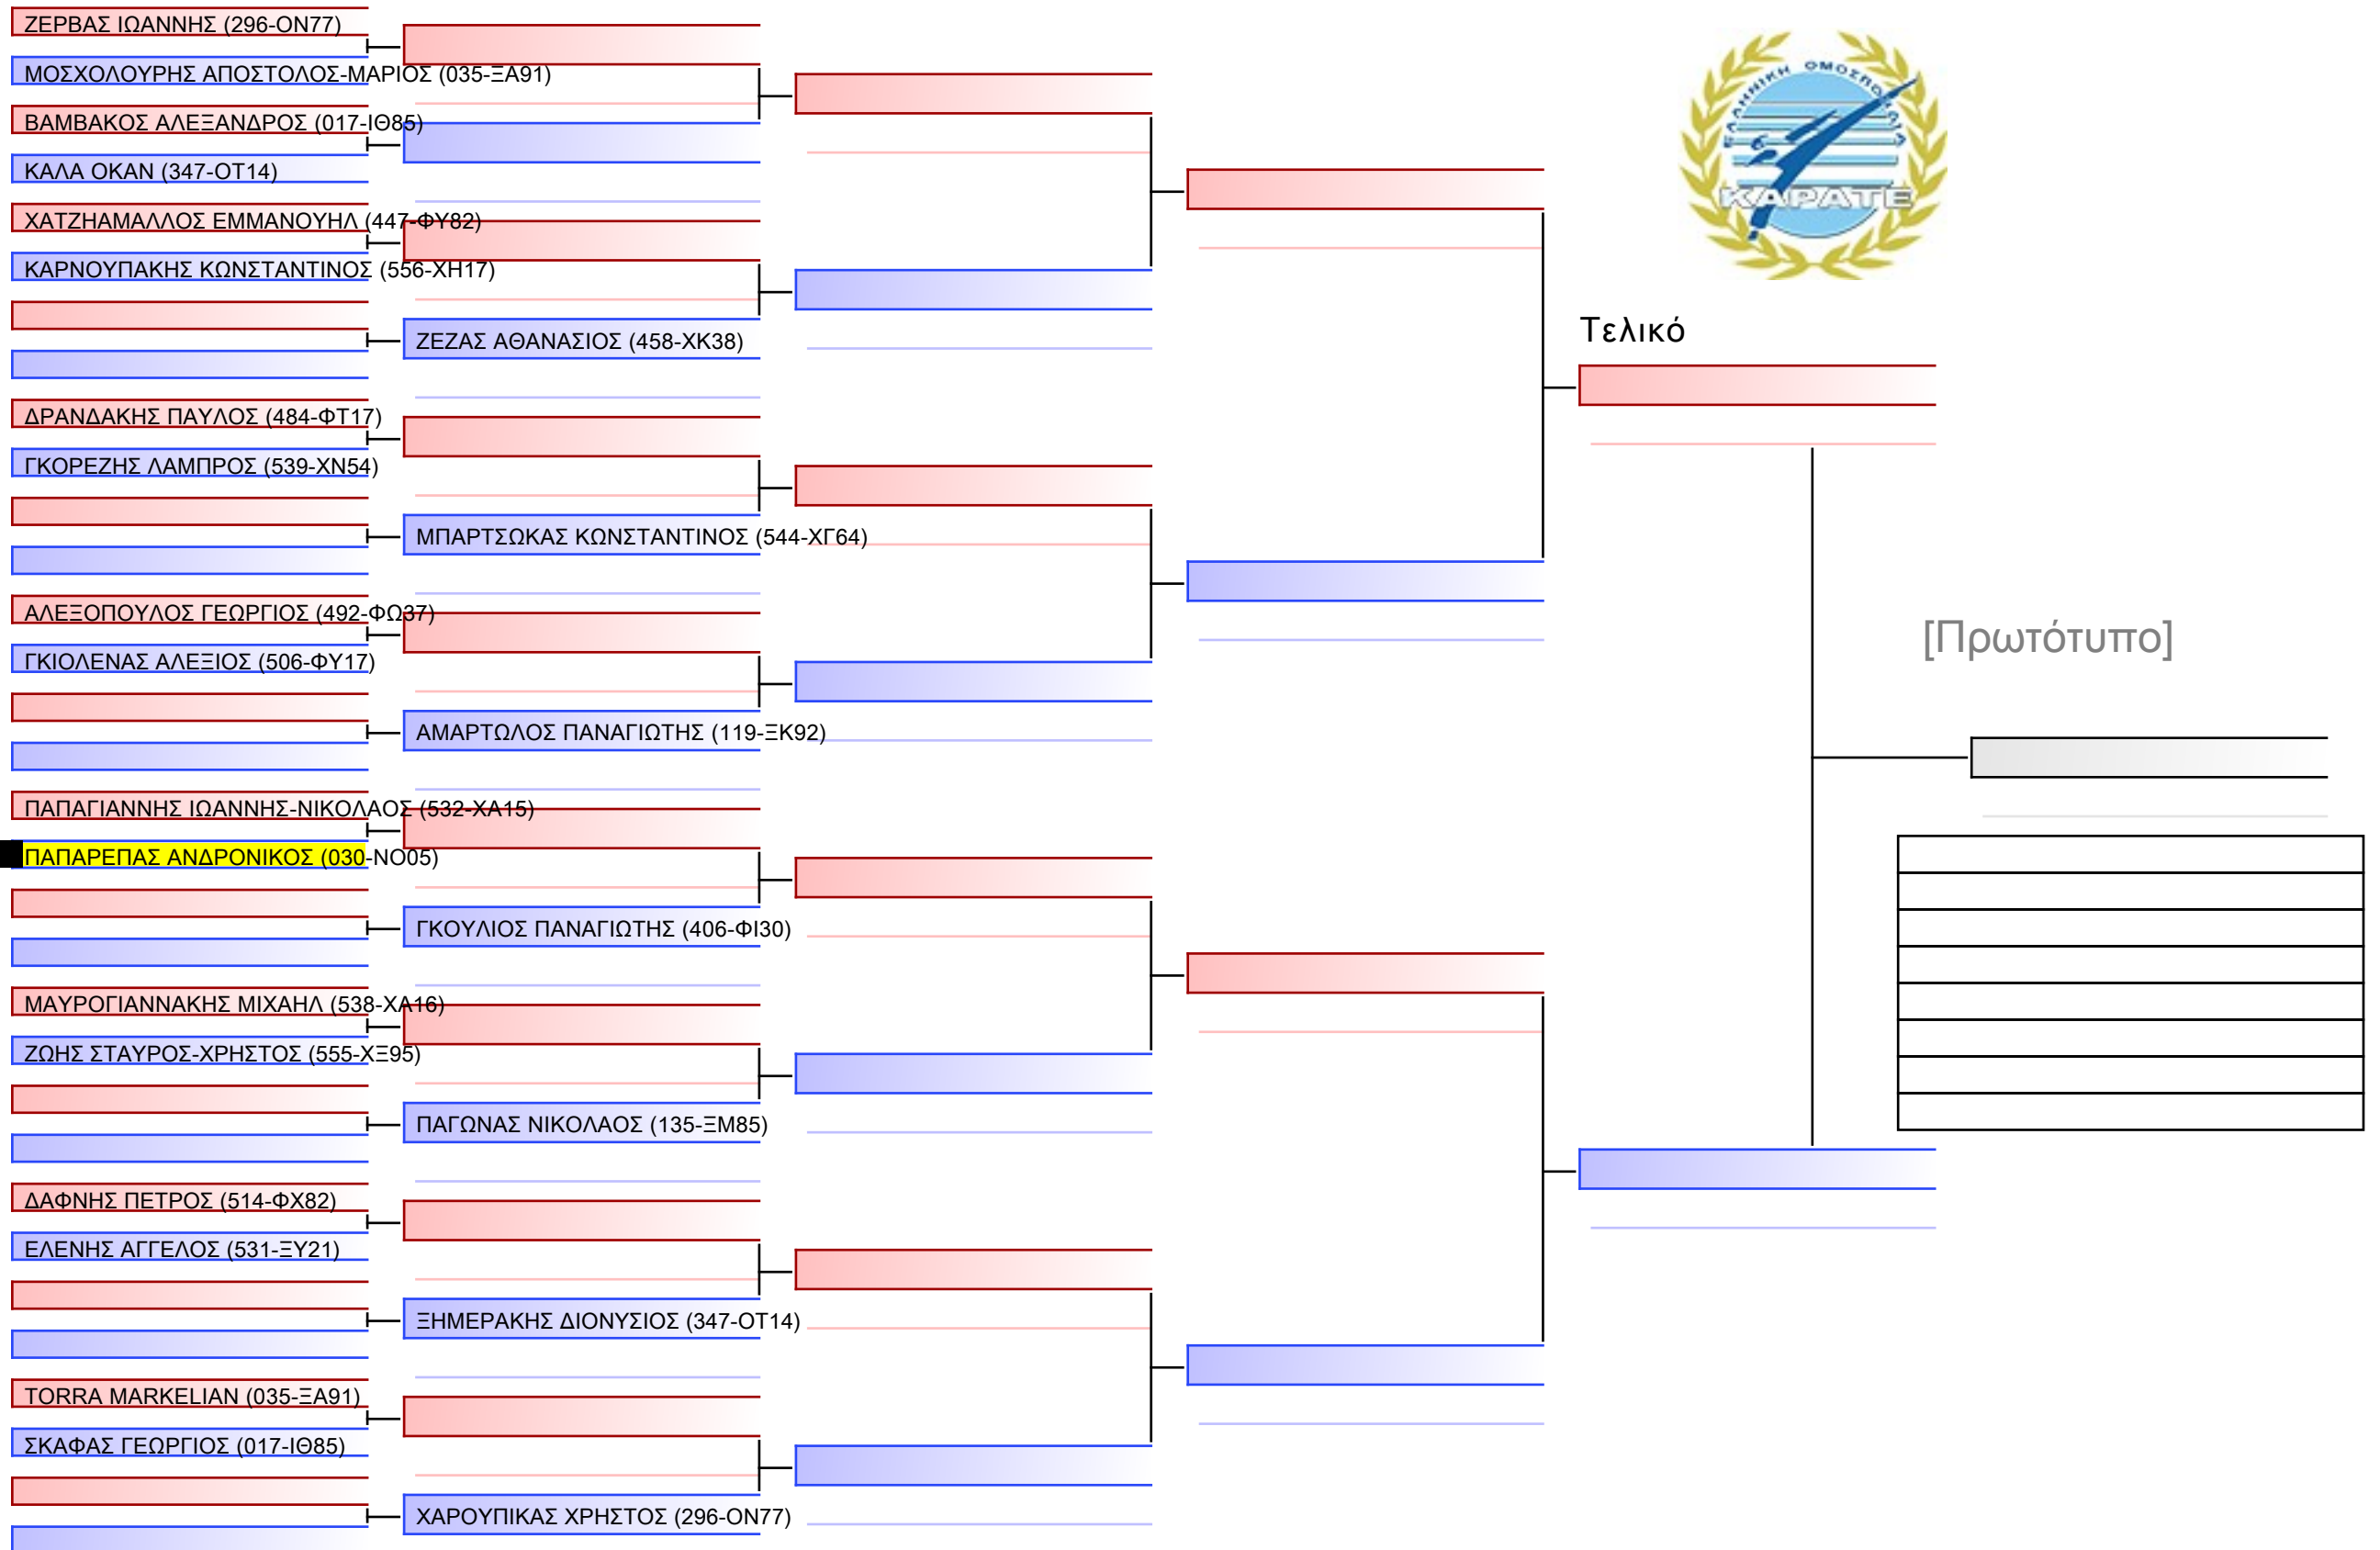 ΖΕΡΒΑΣ ΙΩΑΝΝΗΣ (296-ΟΝ77)
ΜΟΣΧΟΛΟΥΡΗΣ ΑΠΟΣΤΟΛΟΣ-ΜΑΡΙΟΣ (035-ΞΑ91)
ΒΑΜΒΑΚΟΣ ΑΛΕΞΑΝΔΡΟΣ (017-ΙΘ85)
ΚΑΛΑ ΟΚΑΝ (347-ΟΤ14)
ΧΑΤΖΗΑΜΑΛΛΟΣ ΕΜΜΑΝΟΥΗΛ (447-ΦΥ82)
ΚΑΡΝΟΥΠΑΚΗΣ ΚΩΝΣΤΑΝΤΙΝΟΣ (556-ΧΗ17)
ΖΕΖΑΣ ΑΘΑΝΑΣΙΟΣ (458-ΧΚ38)
ΔΡΑΝΔΑΚΗΣ ΠΑΥΛΟΣ (484-ΦΤ17)
ΓΚΟΡΕΖΗΣ ΛΑΜΠΡΟΣ (539-ΧΝ54)
ΜΠΑΡΤΣΩΚΑΣ ΚΩΝΣΤΑΝΤΙΝΟΣ (544-ΧΓ64)
ΑΛΕΞΟΠΟΥΛΟΣ ΓΕΩΡΓΙΟΣ (492-ΦΩ37)
ΓΚΙΟΛΕΝΑΣ ΑΛΕΞΙΟΣ (506-ΦΥ17)
ΑΜΑΡΤΩΛΟΣ ΠΑΝΑΓΙΩΤΗΣ (119-ΞΚ92)
ΠΑΠΑΓΙΑΝΝΗΣ ΙΩΑΝΝΗΣ-ΝΙΚΟΛΑΟΣ (532-ΧΑ15)
ΠΑΠΑΡΕΠΑΣ ΑΝΔΡΟΝΙΚΟΣ (030-ΝΟ05)
ΓΚΟΥΛΙΟΣ ΠΑΝΑΓΙΩΤΗΣ (406-ΦΙ30)
ΜΑΥΡΟΓΙΑΝΝΑΚΗΣ ΜΙΧΑΗΛ (538-ΧΑ16)
ΖΩΗΣ ΣΤΑΥΡΟΣ-ΧΡΗΣΤΟΣ (555-ΧΞ95)
ΠΑΓΩΝΑΣ ΝΙΚΟΛΑΟΣ (135-ΞΜ85)
ΔΑΦΝΗΣ ΠΕΤΡΟΣ (514-ΦΧ82)
ΕΛΕΝΗΣ ΑΓΓΕΛΟΣ (531-ΞΥ21)
ΞΗΜΕΡΑΚΗΣ ΔΙΟΝΥΣΙΟΣ (347-ΟΤ14)
TORRA MARKELIAN (035-ΞΑ91)
ΣΚΑΦΑΣ ΓΕΩΡΓΙΟΣ (017-ΙΘ85)
ΧΑΡΟΥΠΙΚΑΣ ΧΡΗΣΤΟΣ (296-ΟΝ77)
ΕΛΛΗΝΙΚΗ ΟΜΟΣΠΟΝΔΙΑ
ΚΑΡΑΤΕ
Τελικό
[Πρωτότυπο]